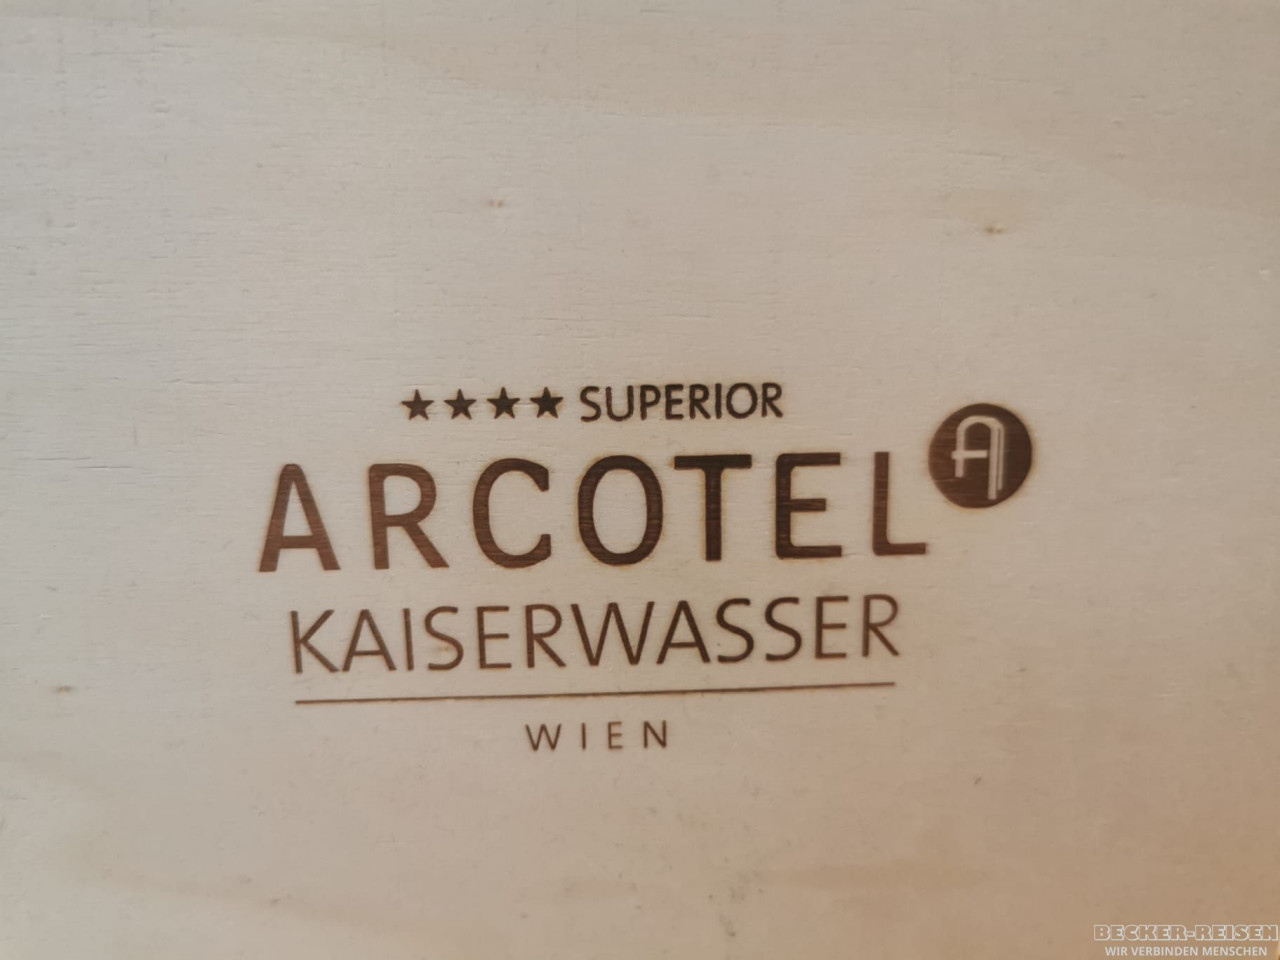 ★★★★ SUPERIOR
ARCOTEL A
KAISERWASSER
WIEN
BECKER-REISEN
WIR VERBINDEN MENSCHEN